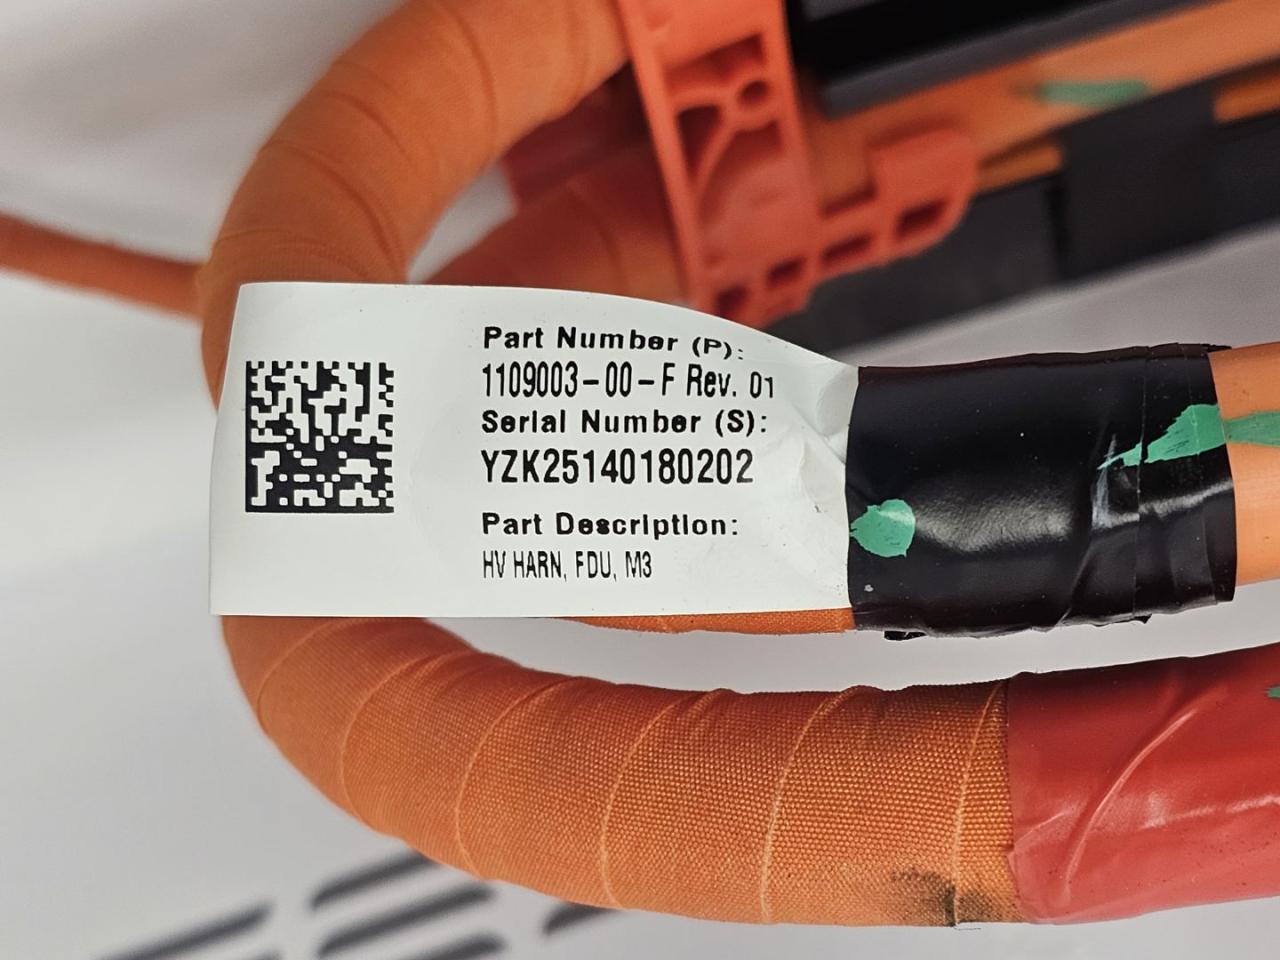 Part Number (P):
1109003-00-F Rev. 01
Serial Number (S):
YZK25140180202
Part Description:
HV HARN, FDU, M3